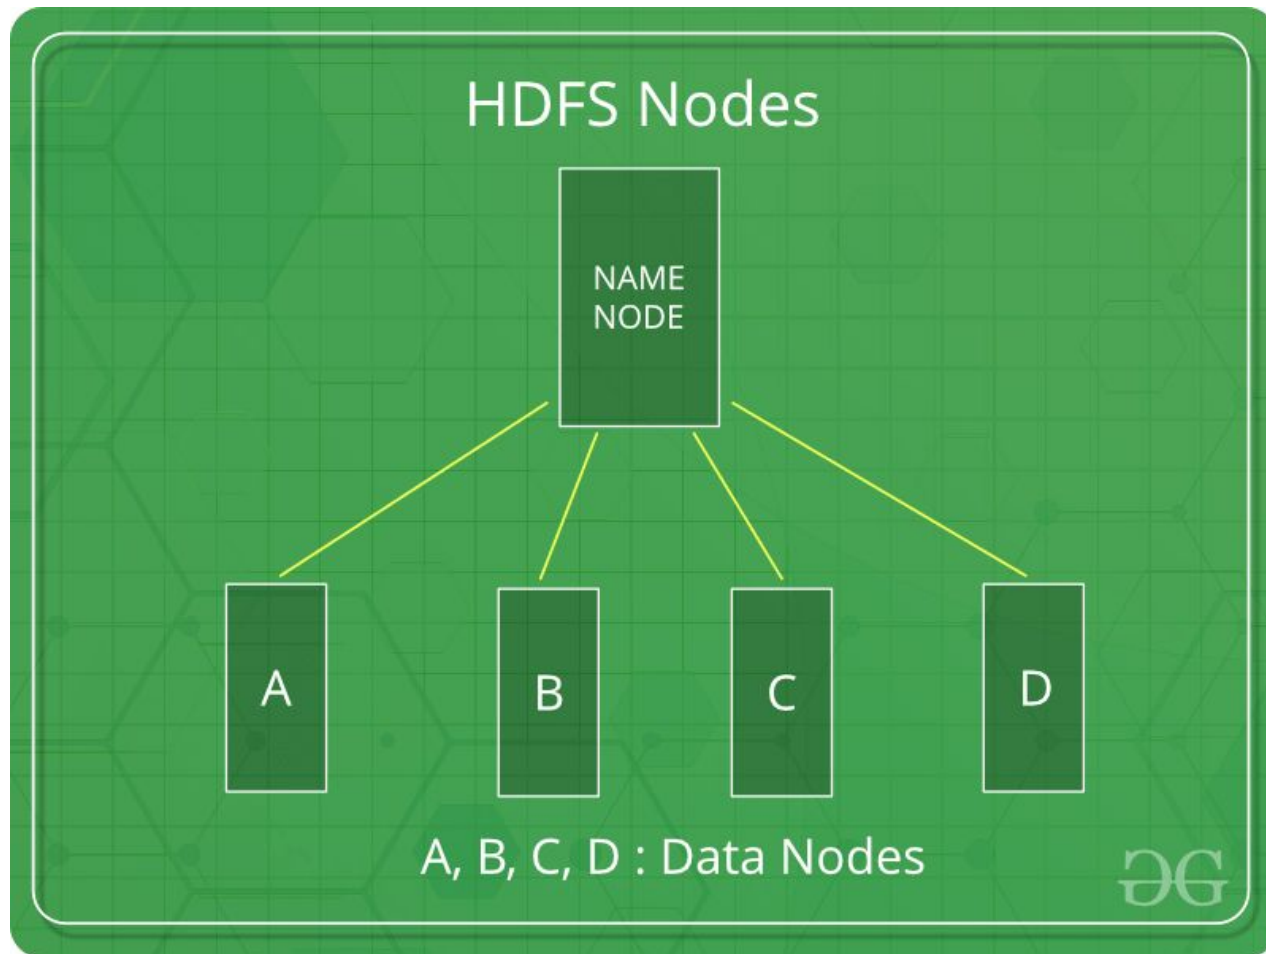 HDFS Nodes
NAME
NODE
A
B
C
D
A, B, C, D : Data Nodes